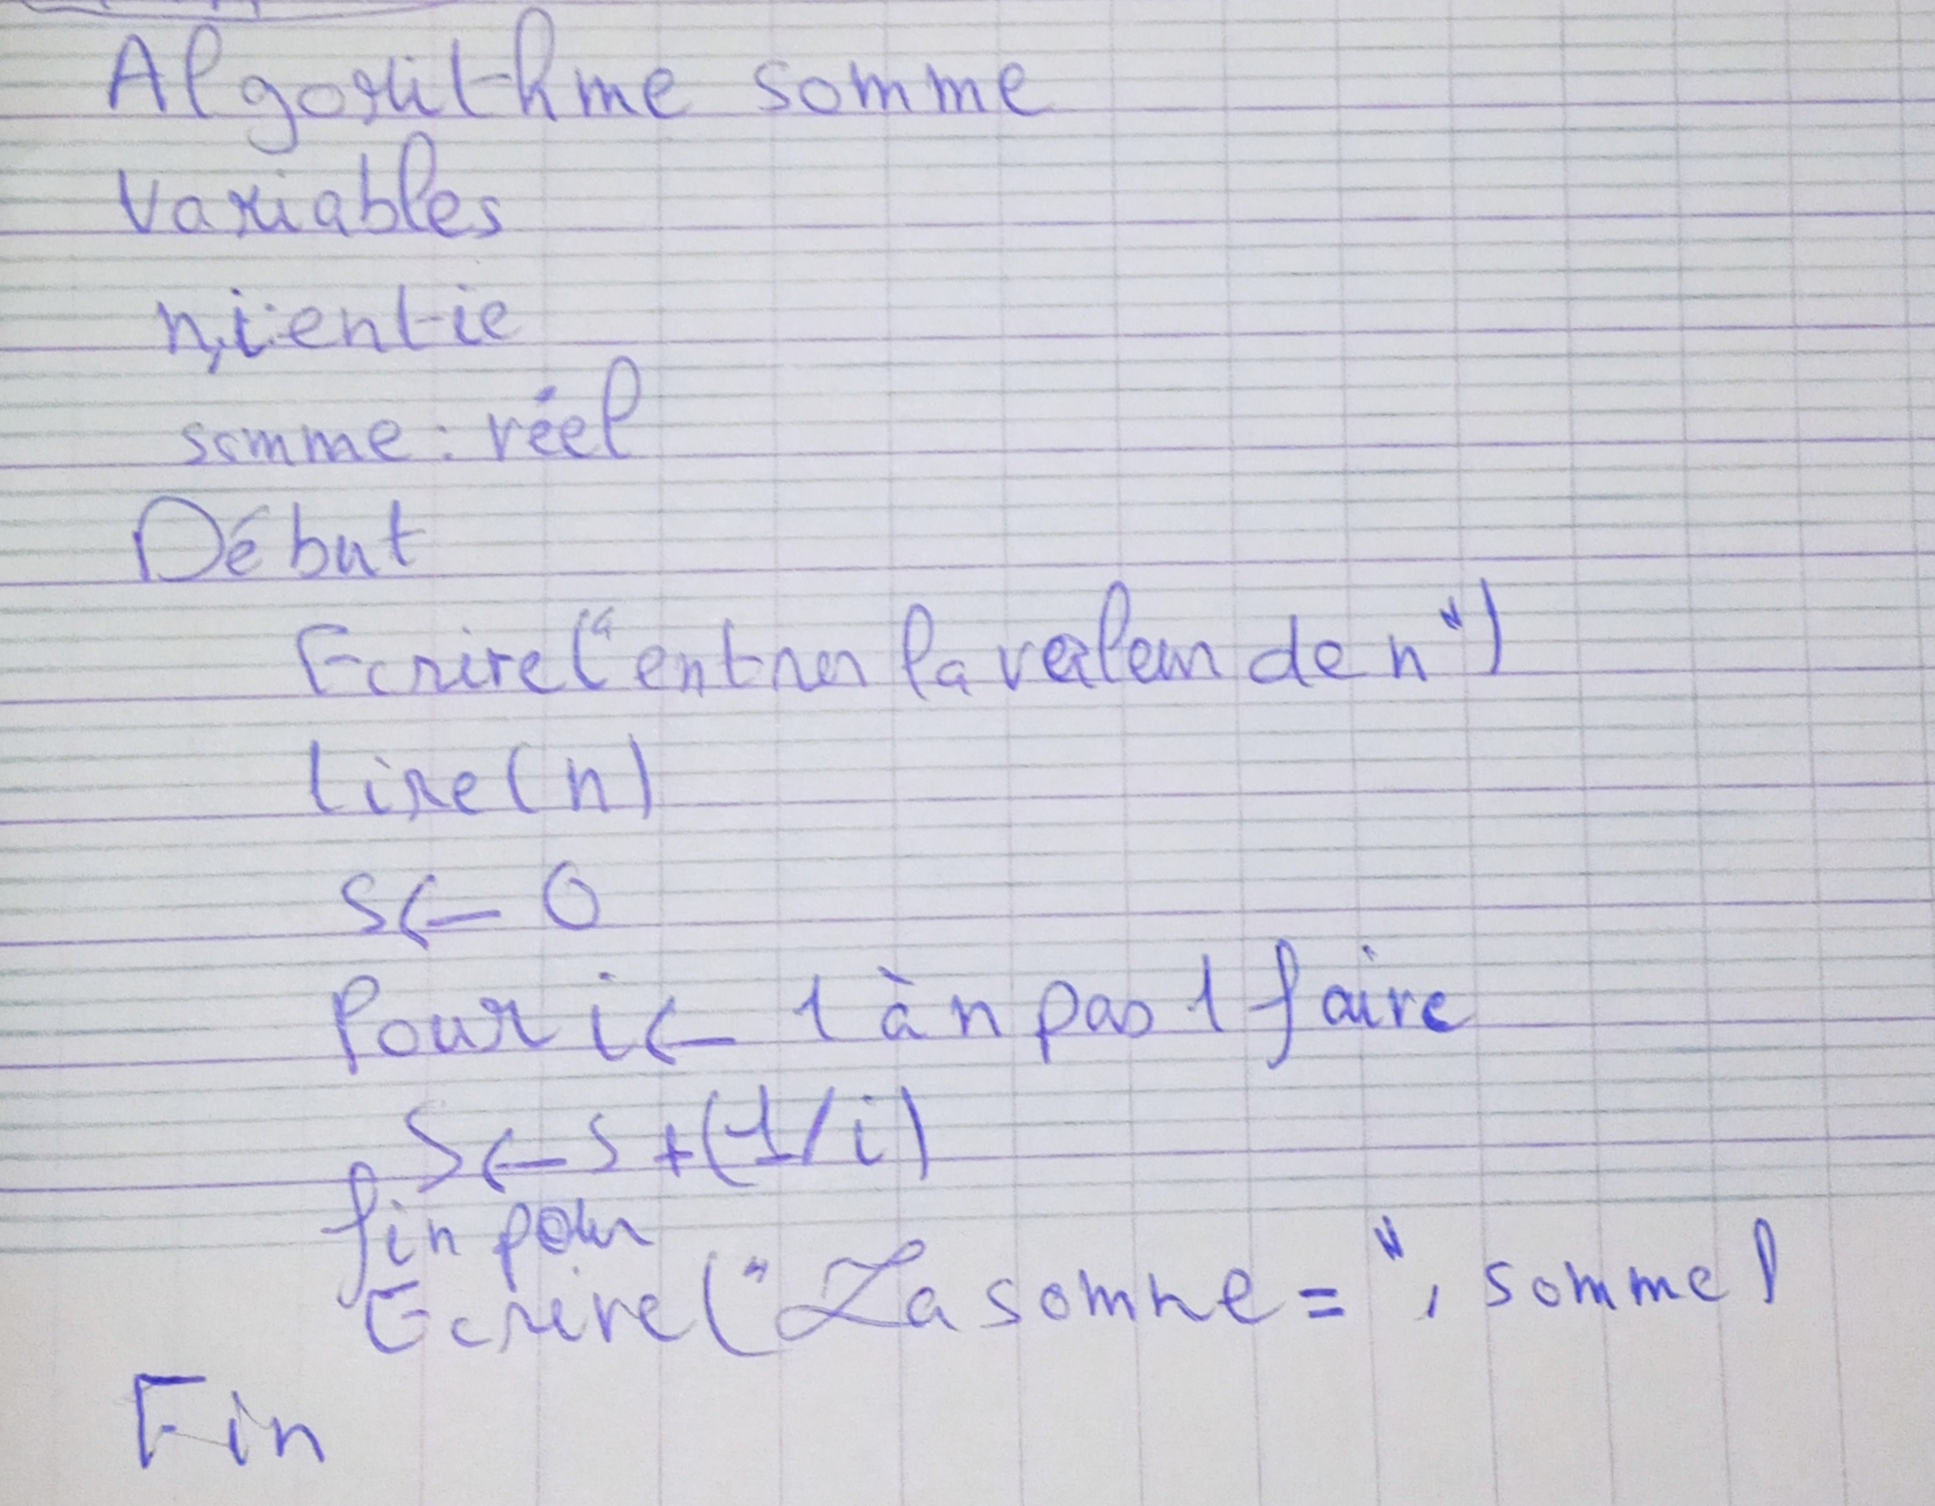 Algorithme somme
Variables
n,i:entie
somme: réel
Début
Ecrire("entrer la valeur de n")
lire(n)
s← 0
Pour i← 1 à n pas 1 faire
S←s+(1/i)
fin pour
Ecrire("La somme=", somme)
Fin